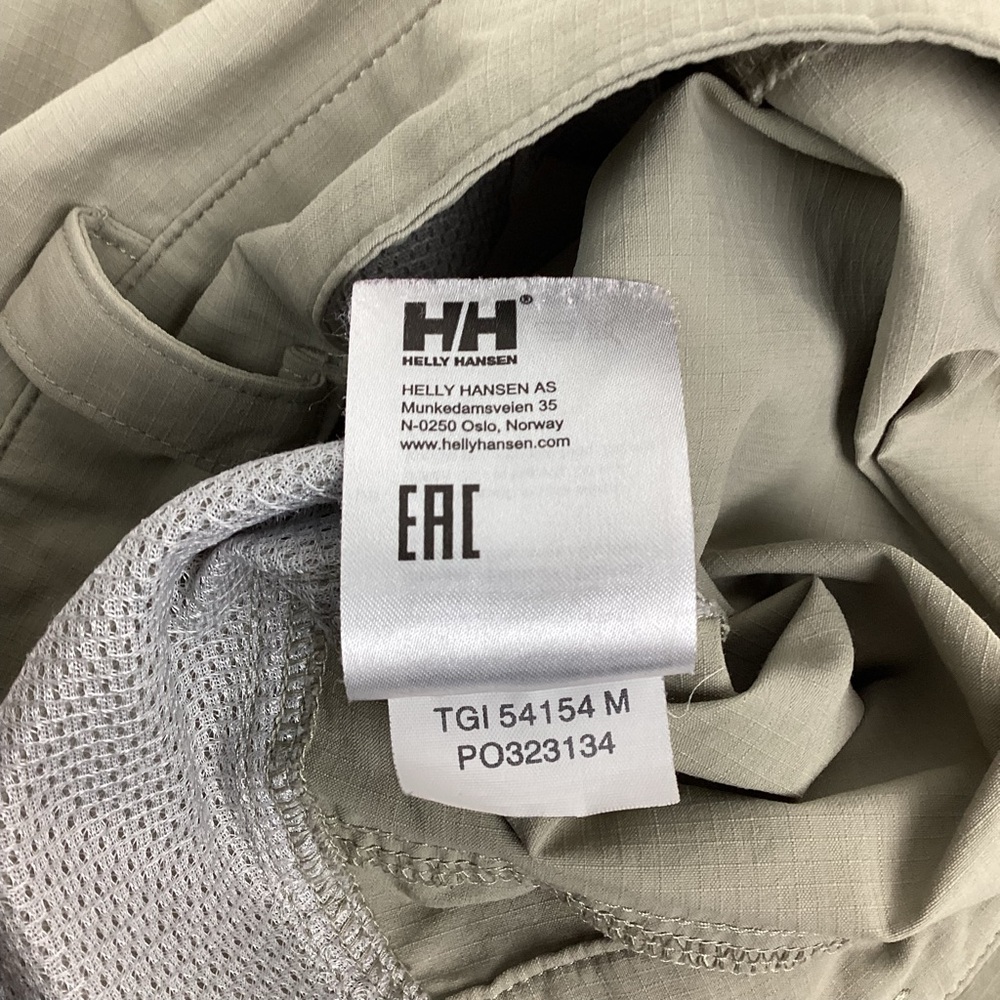 HH®
HELLY HANSEN
HELLY HANSEN AS
Munkedamsveien 35
N-0250 Oslo, Norway
www.hellyhansen.com
EAC
TGI 54154 M
PO323134